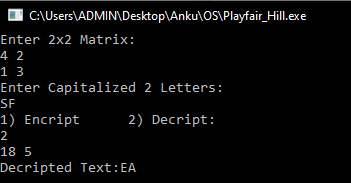 C:\Users\ADMIN\Desktop\Anku\OS\Playfair_Hill.exe
Enter 2x2 Matrix:
4 2
1 3
Enter Capitalized 2 Letters:
SF
1) Encript      2) Decript:
2
18 5
Decripted Text:EA